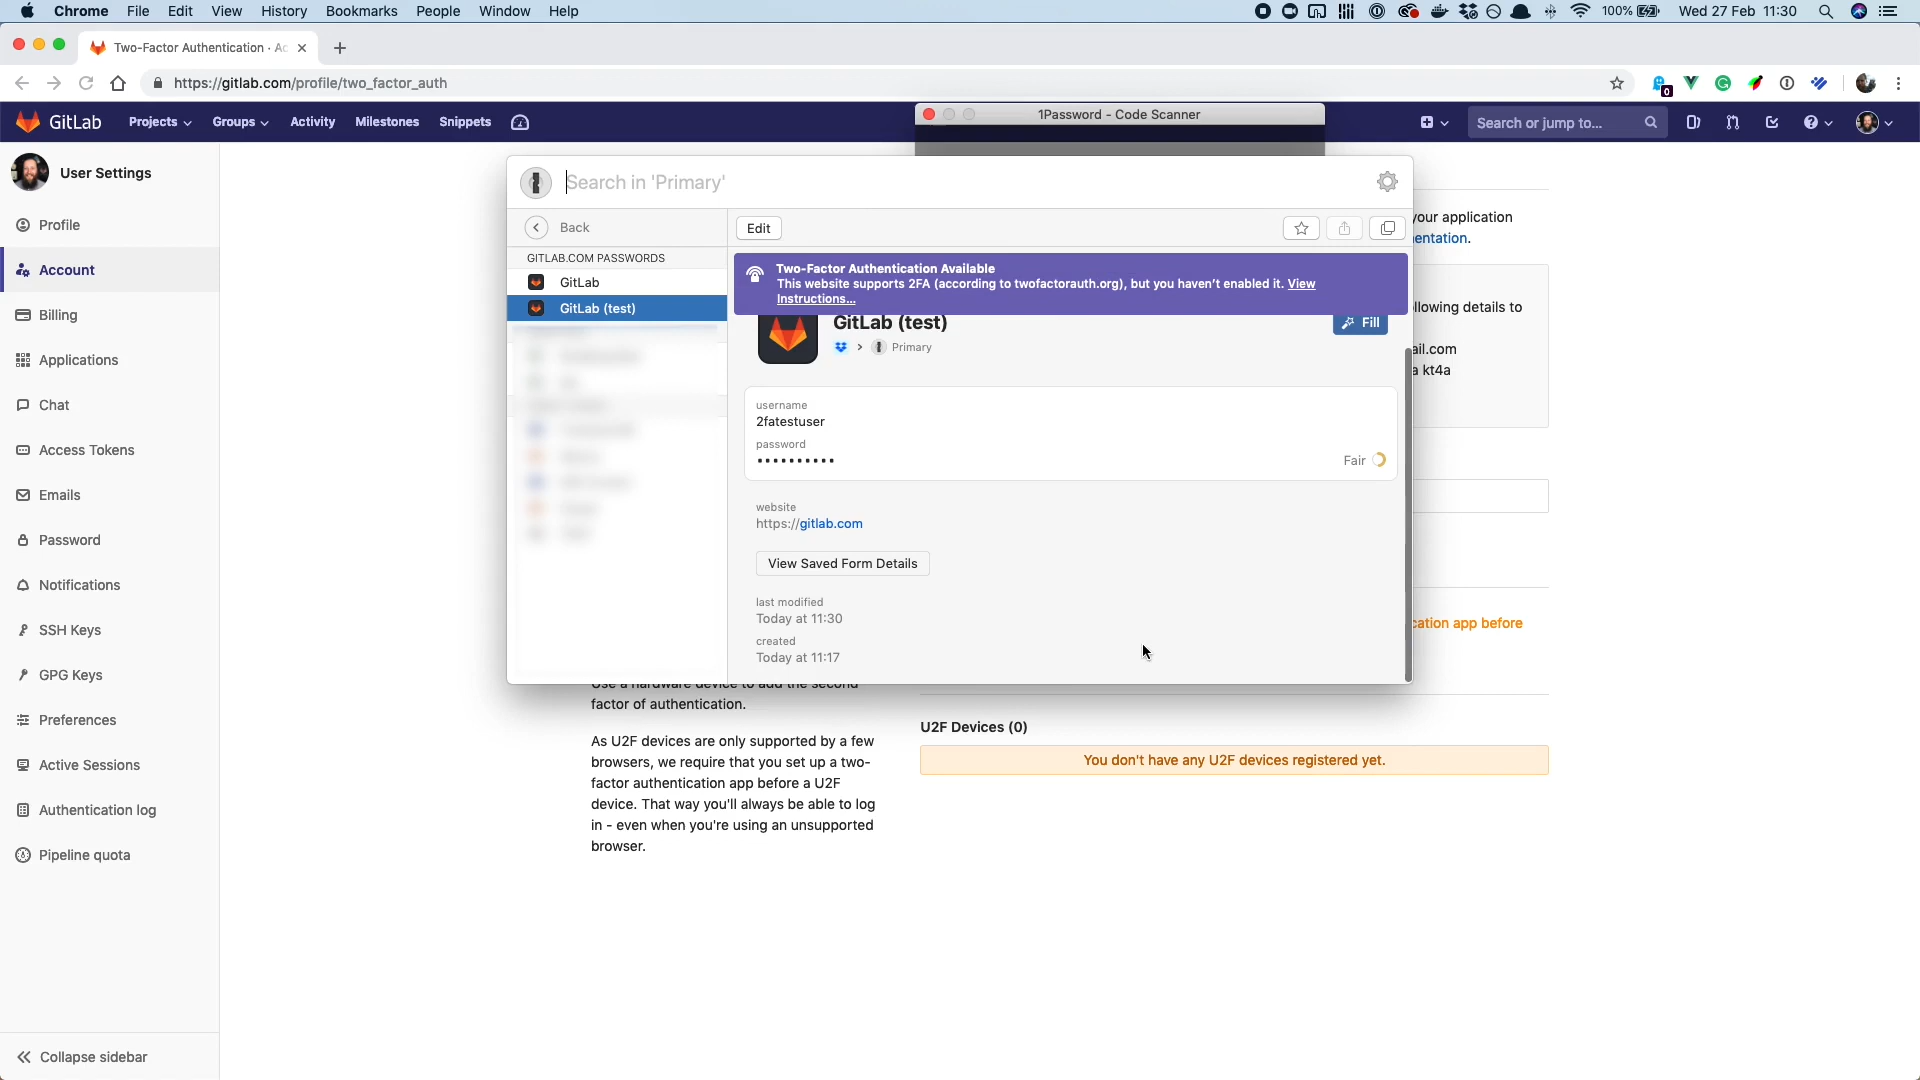 Chrome File Edit View History Bookmarks People Window Help
100% Wed 27 Feb 11:30
Two-Factor Authentication · Ac
https://gitlab.com/profile/two_factor_auth
0
GitLab Projects Groups Activity Milestones Snippets
1Password - Code Scanner
Search or jump to...
User Settings
Profile
Account
Billing
Applications
Chat
Access Tokens
Emails
Password
Notifications
SSH Keys
GPG Keys
Preferences
Active Sessions
Authentication log
Pipeline quota
Collapse sidebar
Search in 'Primary'
Back
Edit
GITLAB.COM PASSWORDS
GitLab
GitLab (test)
Two-Factor Authentication Available
This website supports 2FA (according to twofactorauth.org), but you haven't enabled it. View
Instructions...
GitLab (test)
Fill
Primary
username
2fatestuser
password
••••••••••
Fair
website
https://gitlab.com
View Saved Form Details
last modified
Today at 11:30
created
Today at 11:17
your application
entation.
llowing details to
ail.com
a kt4a
cation app before
Use a hardware device to add the second
factor of authentication.
As U2F devices are only supported by a few
browsers, we require that you set up a two-
factor authentication app before a U2F
device. That way you'll always be able to log
in - even when you're using an unsupported
browser.
U2F Devices (0)
You don't have any U2F devices registered yet.